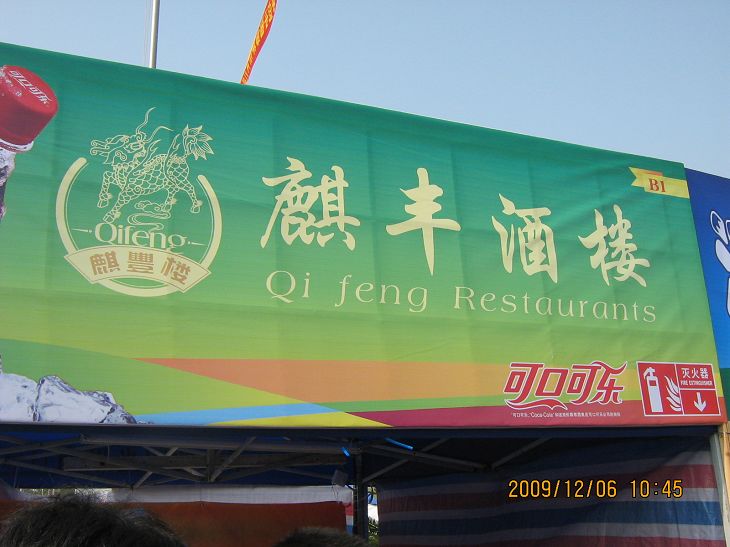 可口可乐
Qifeng
麒豐楼
麒丰酒楼
Qi feng Restaurants
B1
可口可乐
灭火器
FIRE EXTINGUISHER
2009/12/06 10:45